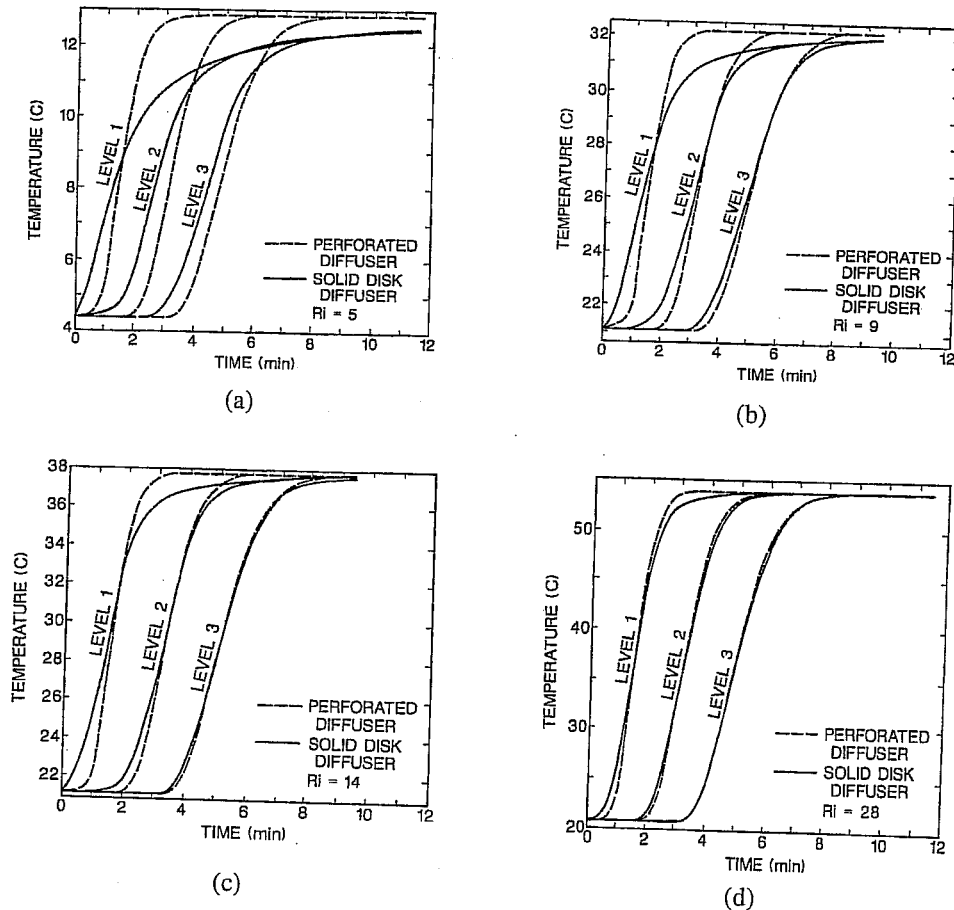 12
10
8
6
4
0
2
4
6
8
10
12
TEMPERATURE (C)
TIME (min)
LEVEL 1
LEVEL 2
LEVEL 3
PERFORATED
DIFFUSER
SOLID DISK
DIFFUSER
Ri = 5
(a)
32
30
28
26
24
22
0
2
4
6
8
10
12
TEMPERATURE (C)
TIME (min)
LEVEL 1
LEVEL 2
LEVEL 3
PERFORATED
DIFFUSER
SOLID DISK
DIFFUSER
Ri = 9
(b)
38
36
34
32
30
28
26
24
22
0
2
4
6
8
10
12
TEMPERATURE (C)
TIME (min)
LEVEL 1
LEVEL 2
LEVEL 3
PERFORATED
DIFFUSER
SOLID DISK
DIFFUSER
Ri = 14
(c)
50
40
30
20
0
2
4
6
8
10
12
TEMPERATURE (C)
TIME (min)
LEVEL 1
LEVEL 2
LEVEL 3
PERFORATED
DIFFUSER
SOLID DISK
DIFFUSER
Ri = 28
(d)